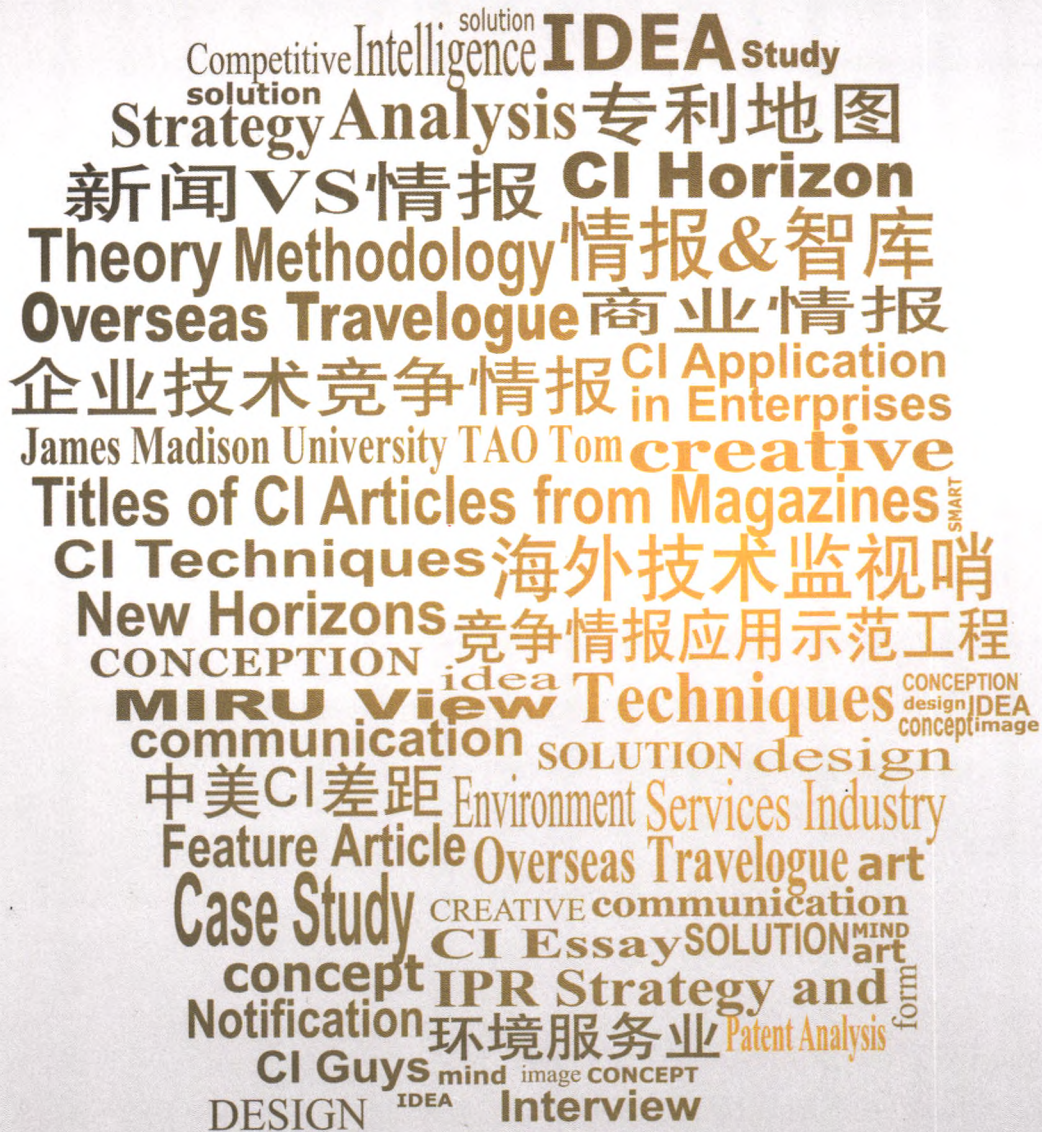 solution
Competitive Intelligence IDEA Study
solution
Strategy Analysis 专利地图
新闻VS情报 CI Horizon
Theory Methodology 情报&智库
Overseas Travelogue 商业情报
企业技术竞争情报 CI Application
in Enterprises
James Madison University TAO Tom creative
Titles of CI Articles from Magazines SMART
CI Techniques 海外技术监视哨
New Horizons 竞争情报应用示范工程
CONCEPTION idea
MIRU View Techniques CONCEPTION
design IDEA
concept image
communication SOLUTION design
中美CI差距 Environment Services Industry
Feature Article Overseas Travelogue art
Case Study CREATIVE communication
CI Essay SOLUTION MIND
art
concept IPR Strategy and form
Notification 环境服务业 Patent Analysis
CI Guys mind image CONCEPT
DESIGN IDEA Interview